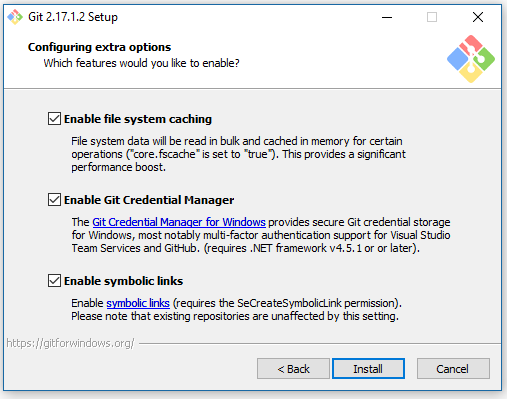 Git 2.17.1.2 Setup
Configuring extra options
Which features would you like to enable?
Enable file system caching
File system data will be read in bulk and cached in memory for certain
operations ("core.fscache" is set to "true"). This provides a significant
performance boost.
Enable Git Credential Manager
The Git Credential Manager for Windows provides secure Git credential storage
for Windows, most notably multi-factor authentication support for Visual Studio
Team Services and GitHub. (requires .NET framework v4.5.1 or or later).
Enable symbolic links
Enable symbolic links (requires the SeCreateSymbolicLink permission).
Please note that existing repositories are unaffected by this setting.
https://gitforwindows.org/
< Back Install Cancel